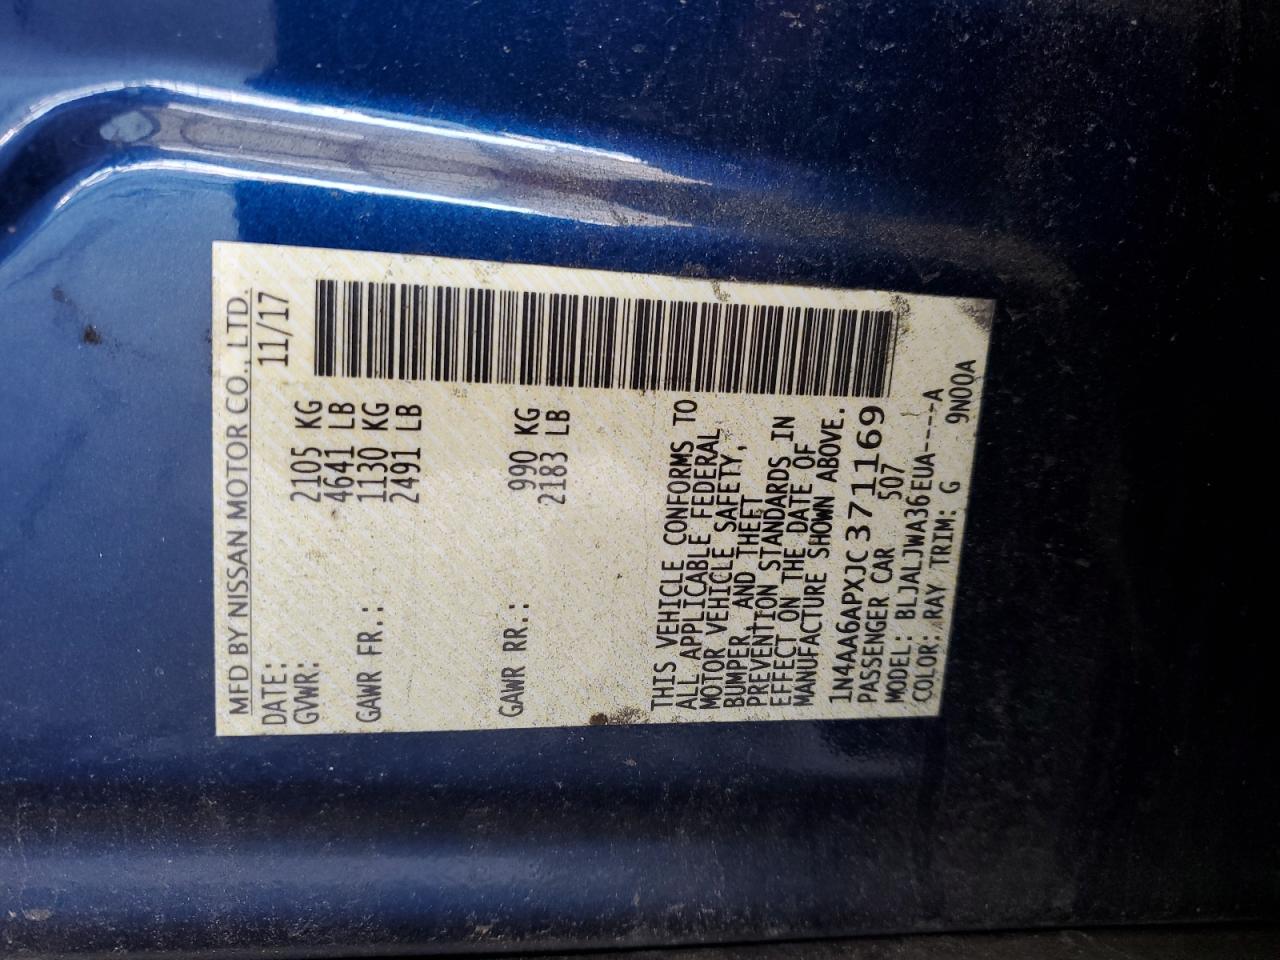 MFD BY NISSAN MOTOR CO., LTD.
DATE: 11/17
GVWR: 2105 KG
4641 LB
GAWR FR.: 1130 KG
2491 LB
GAWR RR.: 990 KG
2183 LB
THIS VEHICLE CONFORMS TO
ALL APPLICABLE FEDERAL
MOTOR VEHICLE SAFETY,
BUMPER, AND THEFT
PREVENTION STANDARDS IN
EFFECT ON THE DATE OF
MANUFACTURE SHOWN ABOVE.
1N4AA6APXJC371169
PASSENGER CAR 507
MODEL: BLJALJWA36EUA----A
COLOR: RAY TRIM: G 9N00A